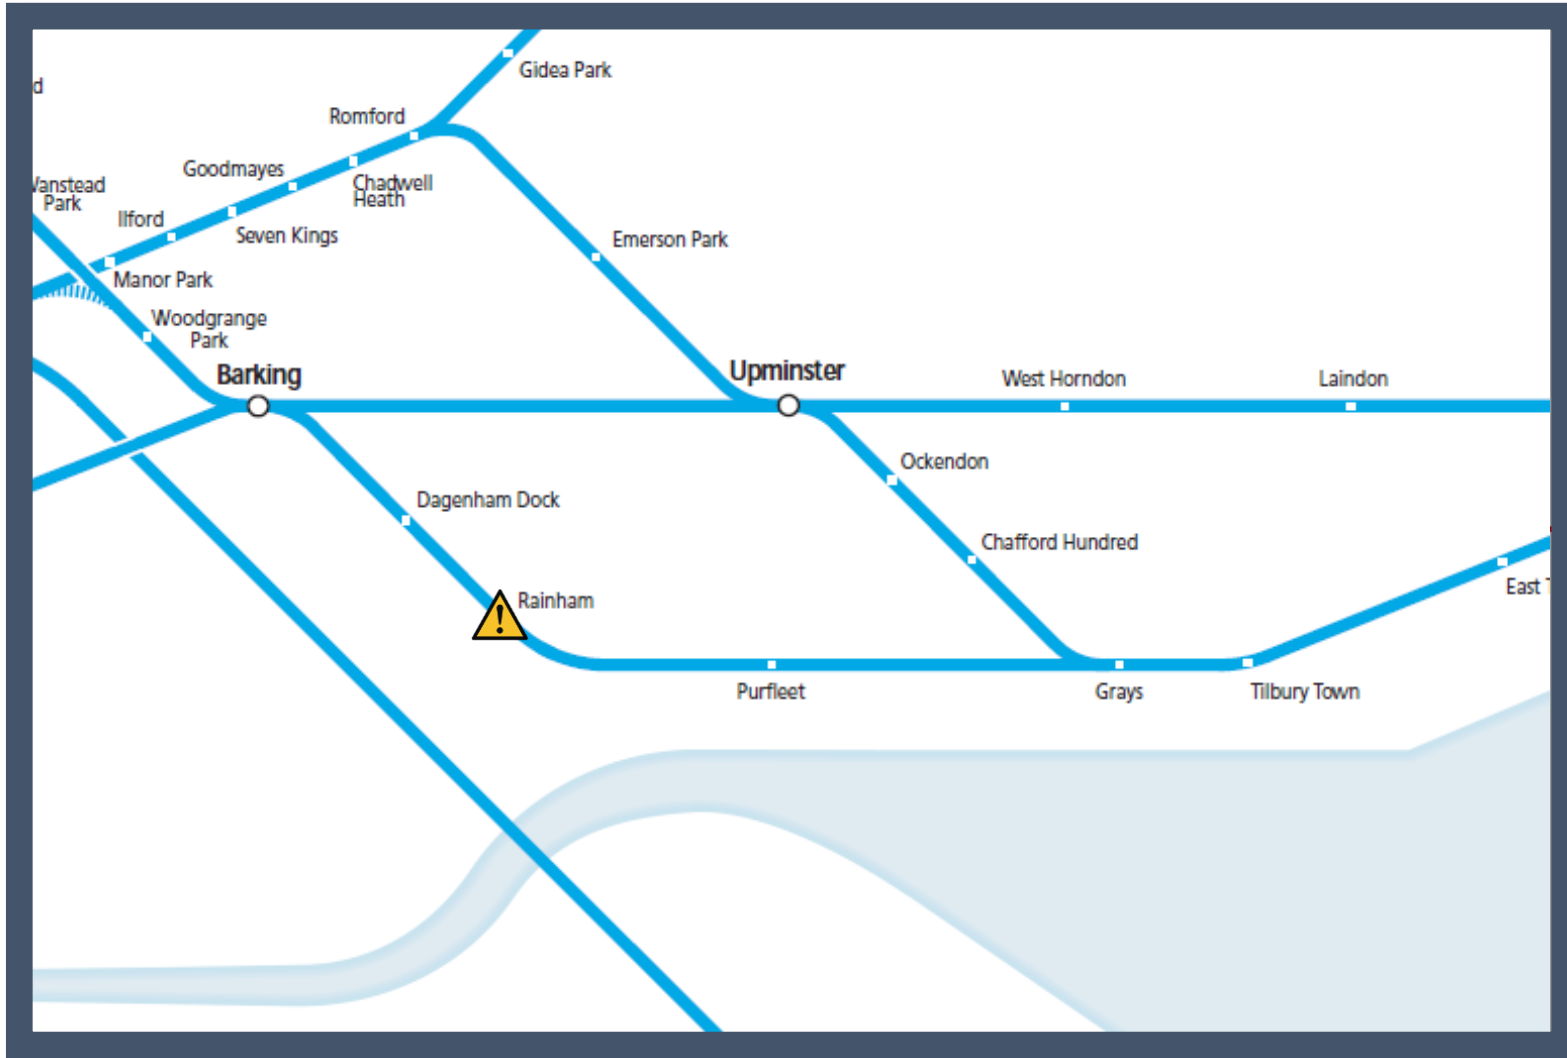 Gidea Park
d
Romford
Goodmayes
Chadwell
Heath
Park
Ilford
Seven Kings
Emerson Park
Manor Park
Woodgrange
Park
Barking
Upminster
West Horndon
Laindon
Ockendon
Dagenham Dock
Chafford Hundred
East
Rainham
!
Purfleet
Grays
Tilbury Town